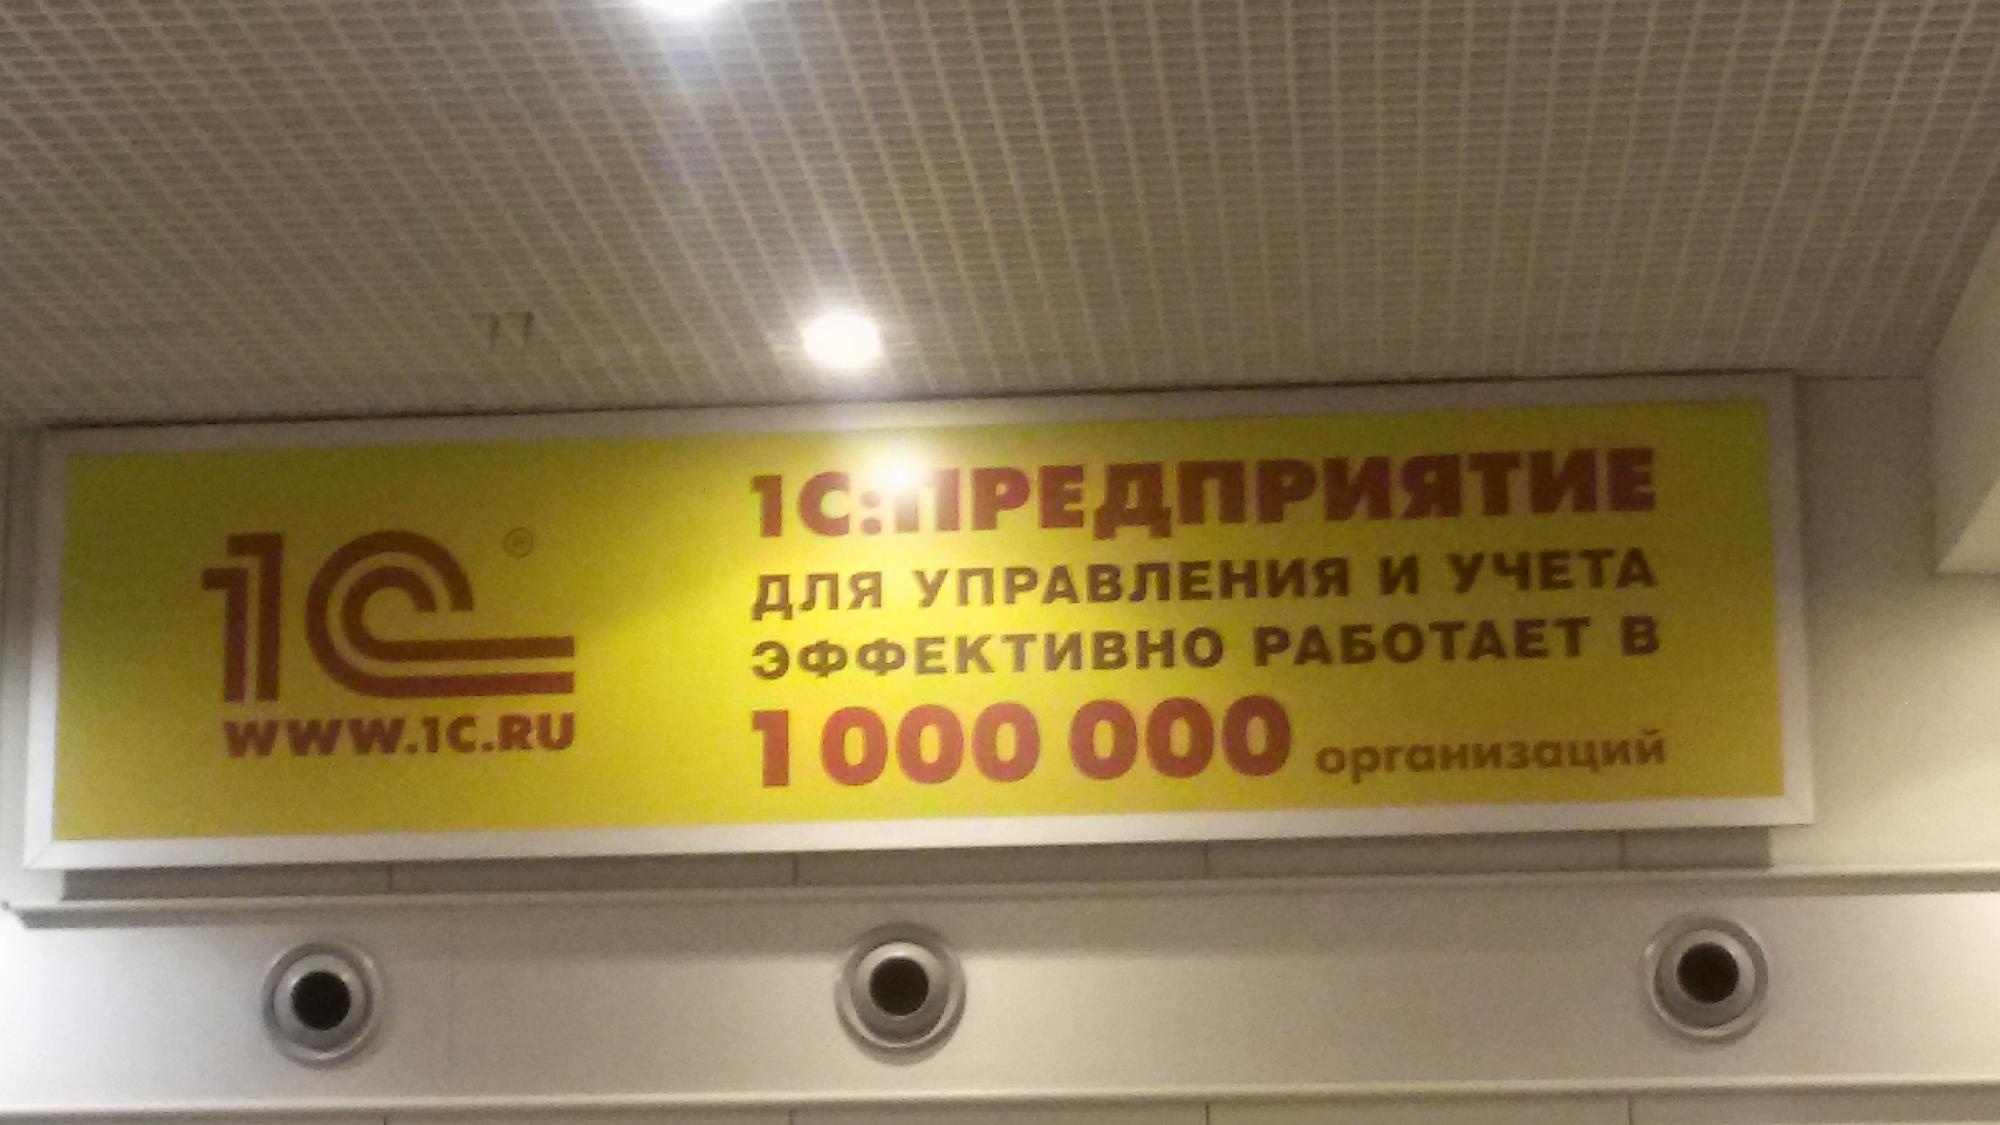 1С®
WWW.1C.RU
1С:ПРЕДПРИЯТИЕ
ДЛЯ УПРАВЛЕНИЯ И УЧЕТА
ЭФФЕКТИВНО РАБОТАЕТ В
1 000 000 организаций